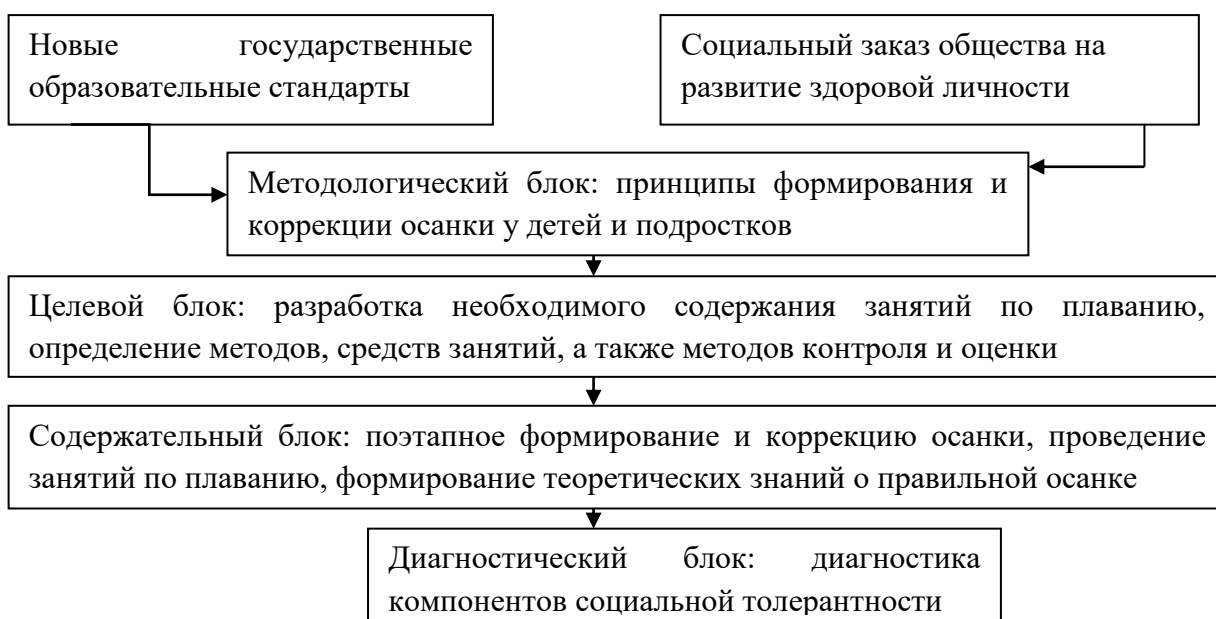 Новые государственные
образовательные стандарты
Социальный заказ общества на
развитие здоровой личности
Методологический блок: принципы формирования и
коррекции осанки у детей и подростков
Целевой блок: разработка необходимого содержания занятий по плаванию,
определение методов, средств занятий, а также методов контроля и оценки
Содержательный блок: поэтапное формирование и коррекцию осанки, проведение
занятий по плаванию, формирование теоретических знаний о правильной осанке
Диагностический блок: диагностика
компонентов социальной толерантности